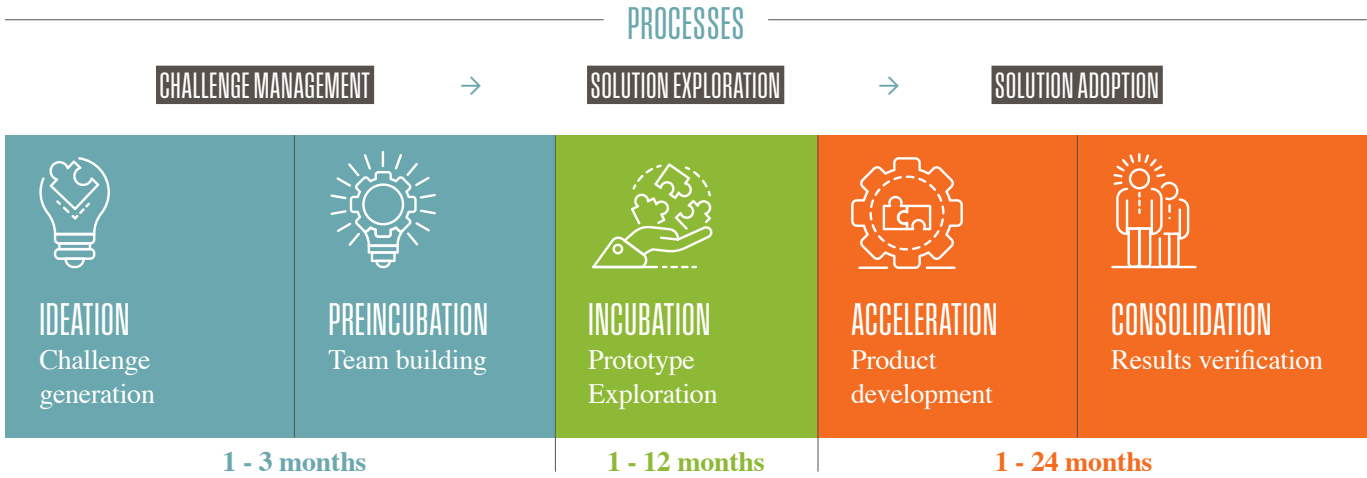 PROCESSES
CHALLENGE MANAGEMENT → SOLUTION EXPLORATION → SOLUTION ADOPTION
IDEATION
Challenge
generation
PREINCUBATION
Team building
INCUBATION
Prototype
Exploration
ACCELERATION
Product
development
CONSOLIDATION
Results verification
1 - 3 months
1 - 12 months
1 - 24 months